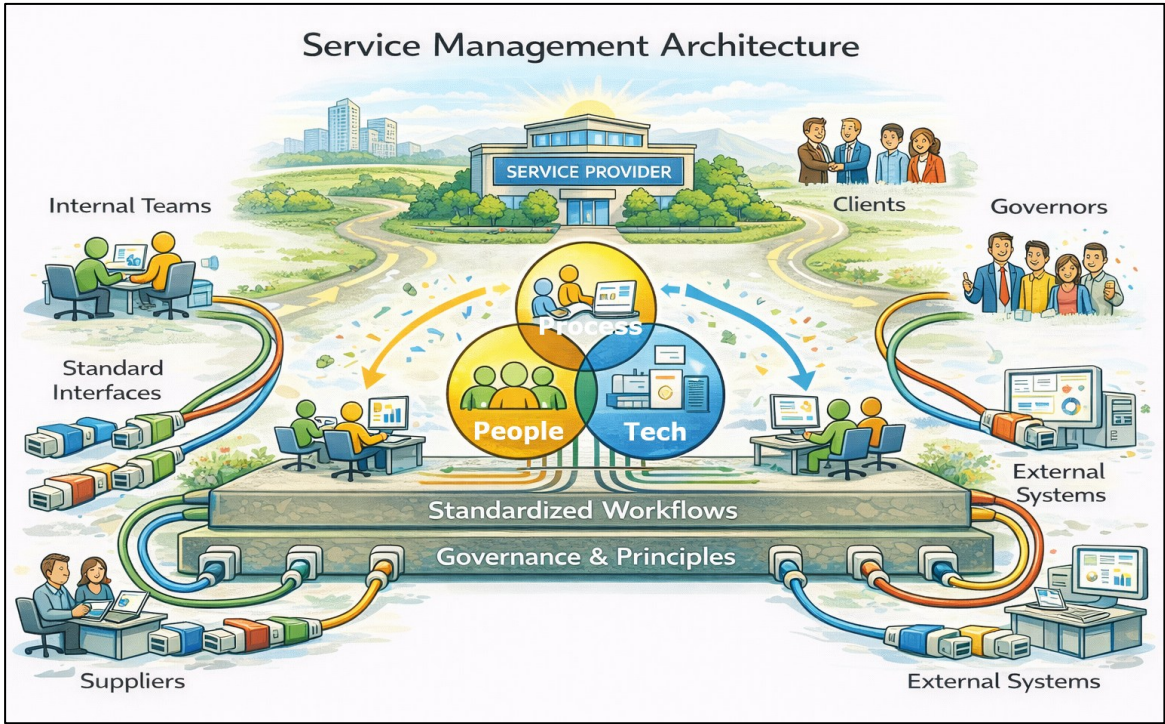 Service Management Architecture
SERVICE PROVIDER
Clients
Internal Teams
Governors
Process
Standard
Interfaces
People
Tech
External
Systems
Standardized Workflows
Governance & Principles
Suppliers
External Systems